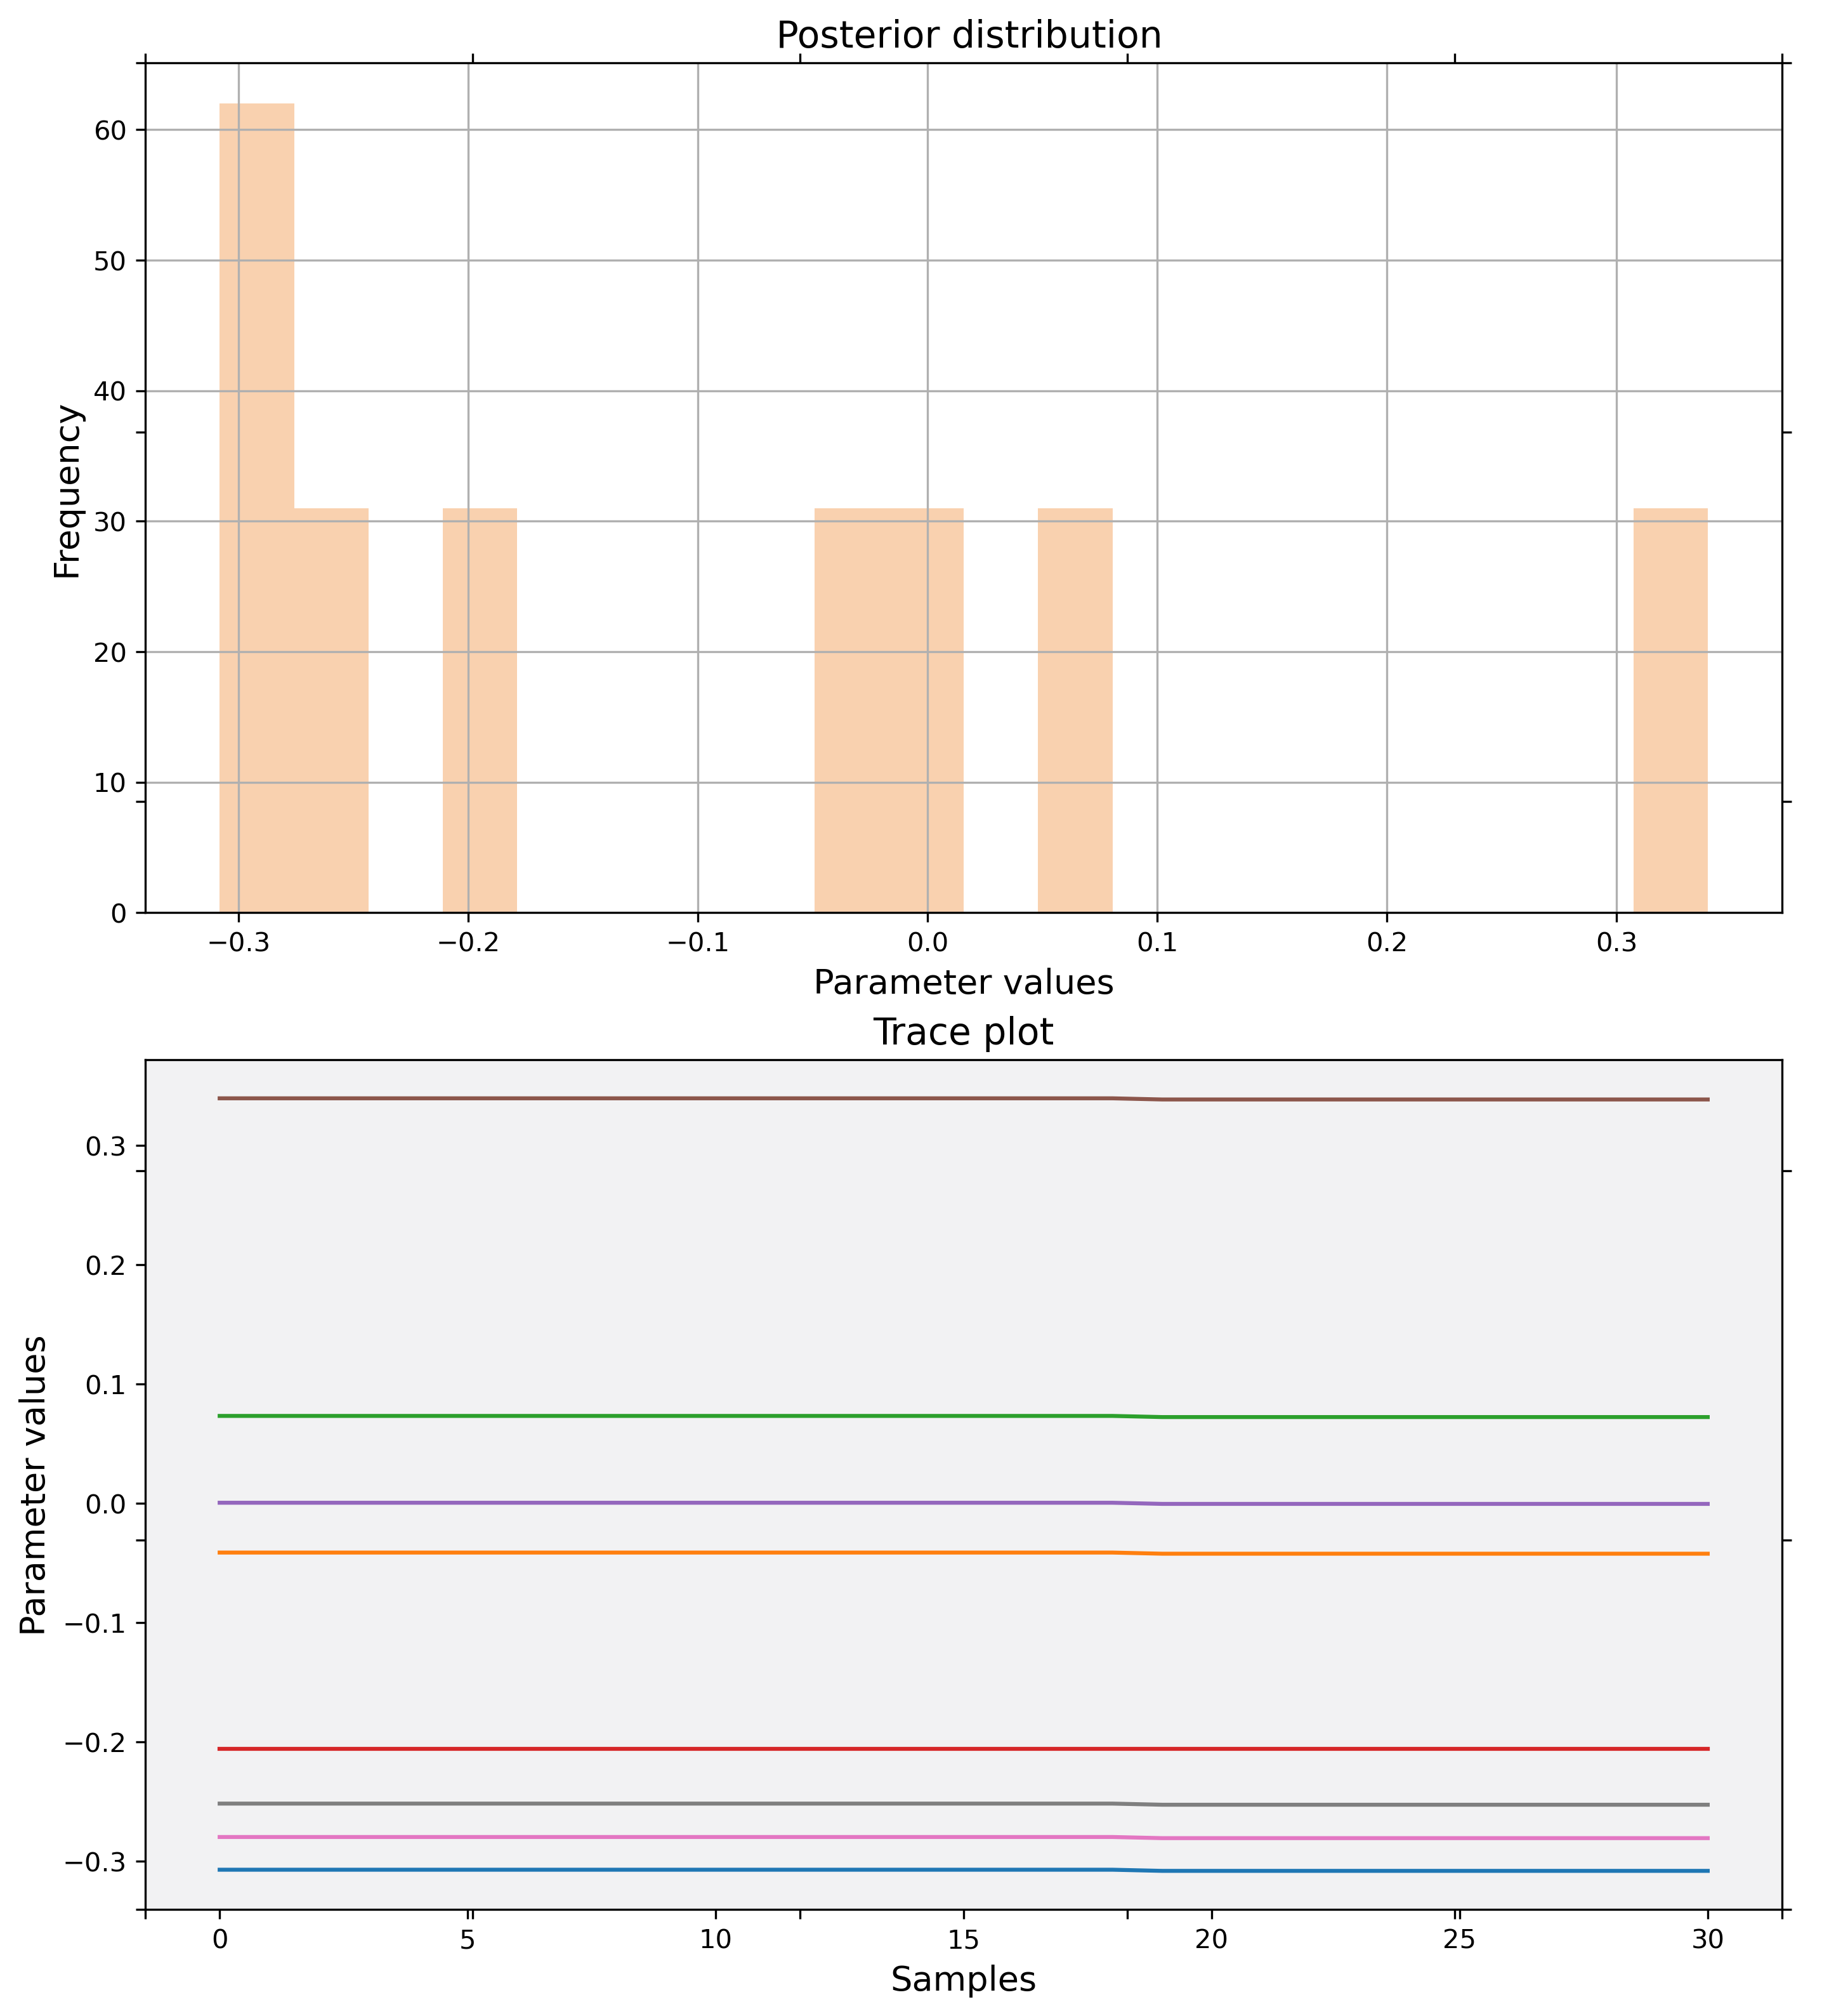 Posterior distribution
60
50
40
30
20
10
0
Frequency
−0.3 −0.2 −0.1 0.0 0.1 0.2 0.3
Parameter values
Trace plot
0.3
0.2
0.1
0.0
−0.1
−0.2
−0.3
Parameter values
0 5 10 15 20 25 30
Samples